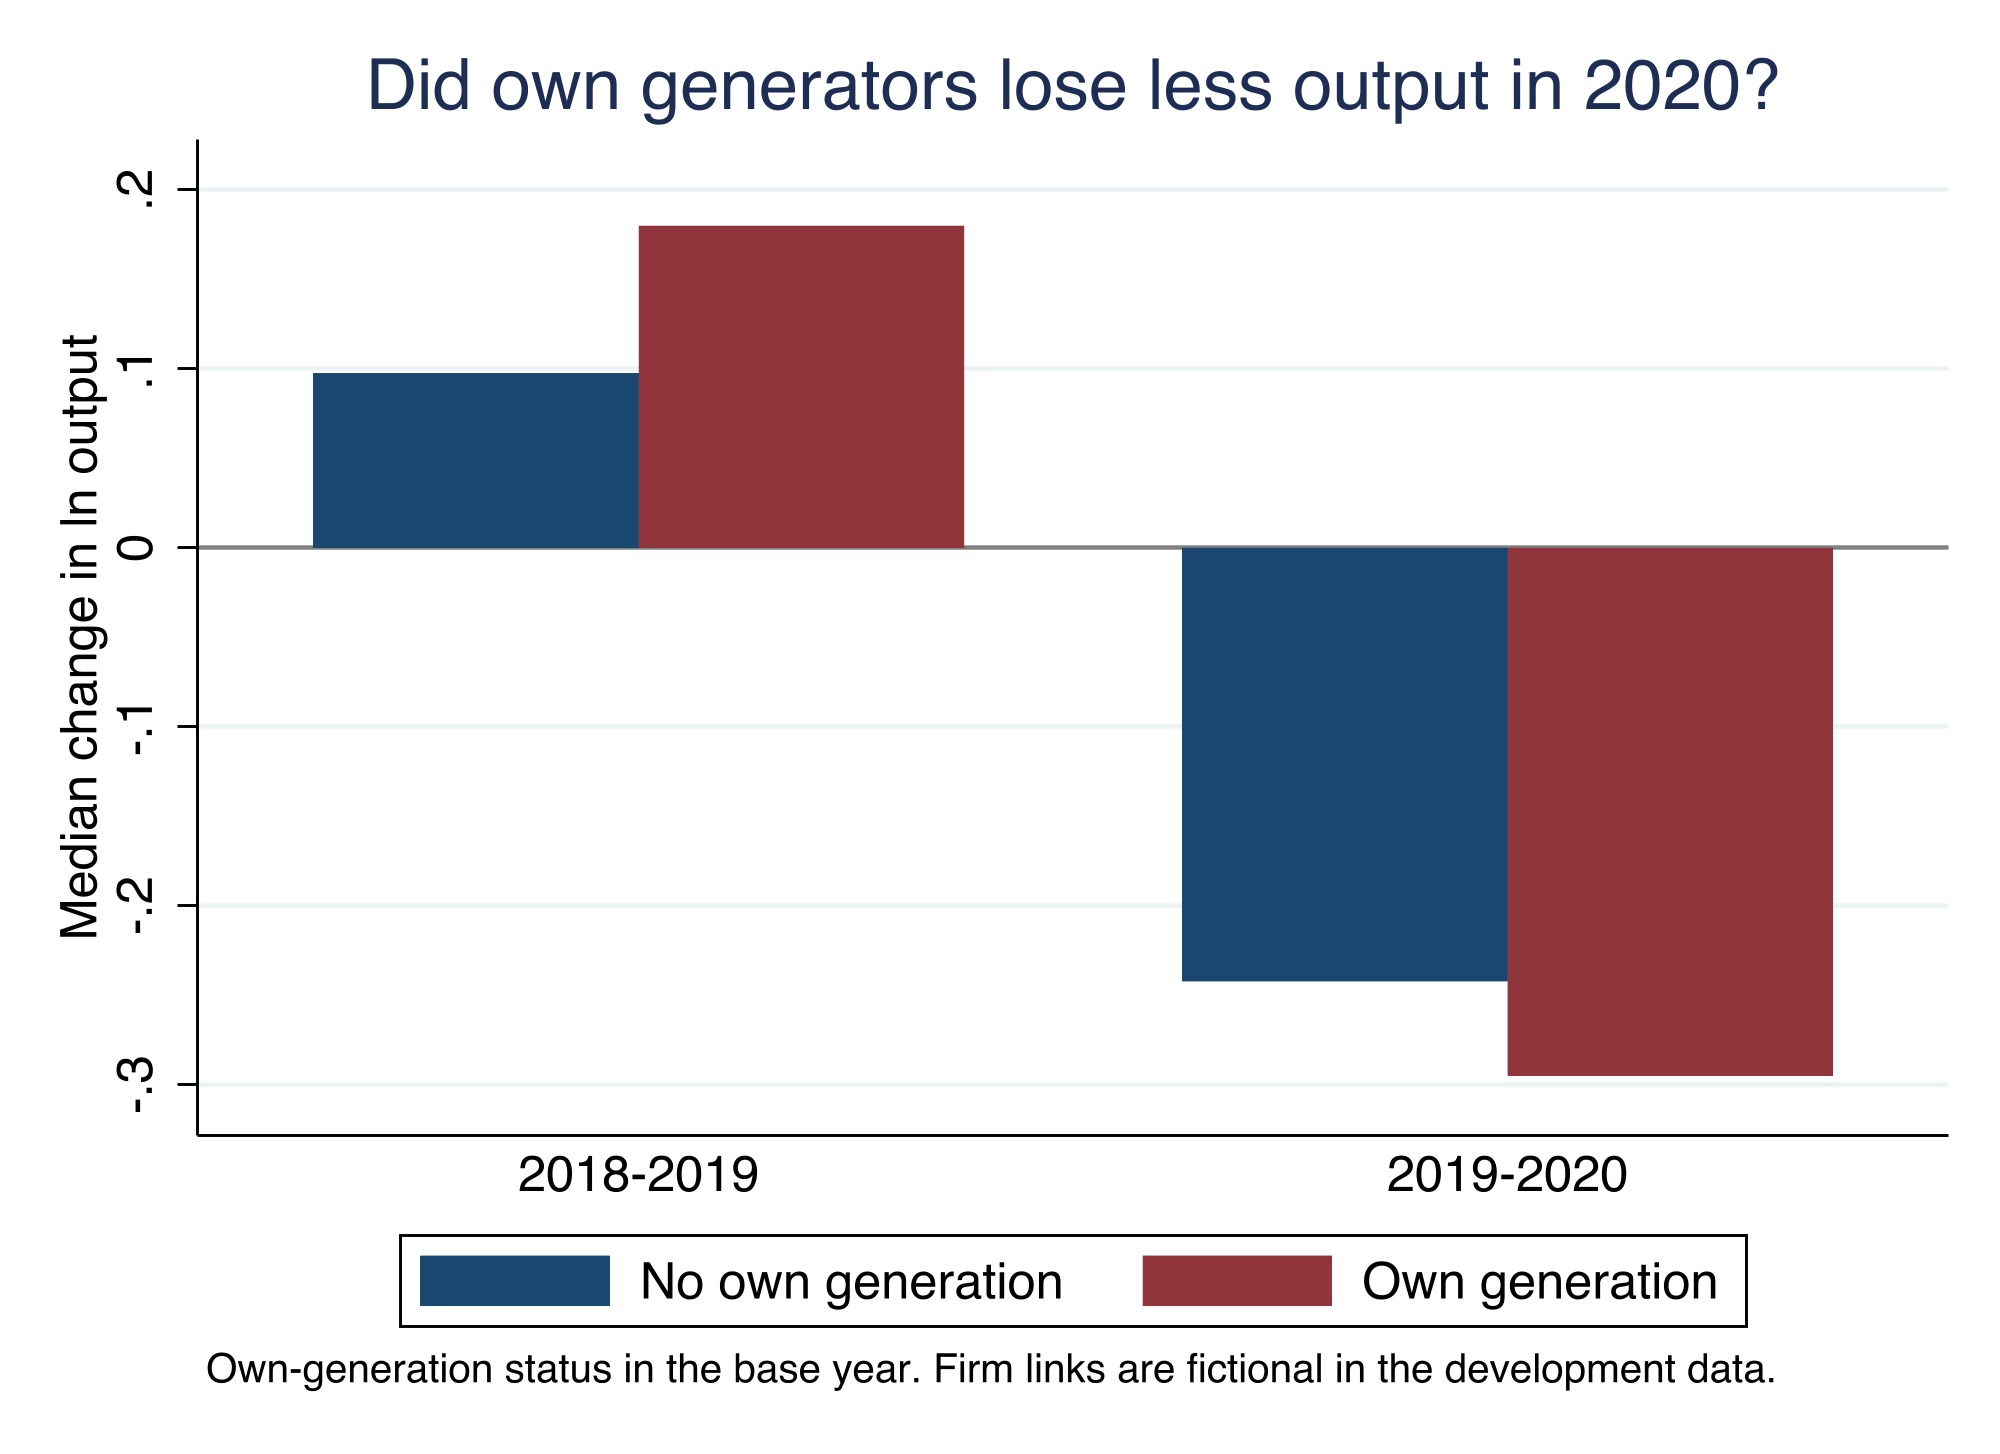 Did own generators lose less output in 2020?
Median change in ln output
.2
.1
0
-.1
-.2
-.3
2018-2019
2019-2020
No own generation
Own generation
Own-generation status in the base year. Firm links are fictional in the development data.